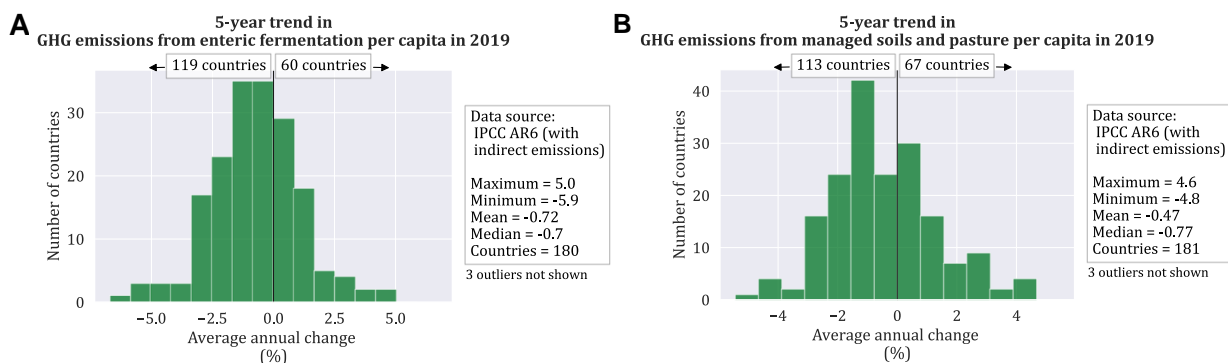 A
5-year trend in
GHG emissions from enteric fermentation per capita in 2019
119 countries
60 countries
Number of countries
30
20
10
0
−5.0
−2.5
0.0
2.5
5.0
Average annual change
(%)
Data source:
IPCC AR6 (with
indirect emissions)
Maximum = 5.0
Minimum = -5.9
Mean = -0.72
Median = -0.7
Countries = 180
3 outliers not shown
B
5-year trend in
GHG emissions from managed soils and pasture per capita in 2019
113 countries
67 countries
Number of countries
40
30
20
10
0
−4
−2
0
2
4
Average annual change
(%)
Data source:
IPCC AR6 (with
indirect emissions)
Maximum = 4.6
Minimum = -4.8
Mean = -0.47
Median = -0.77
Countries = 181
3 outliers not shown